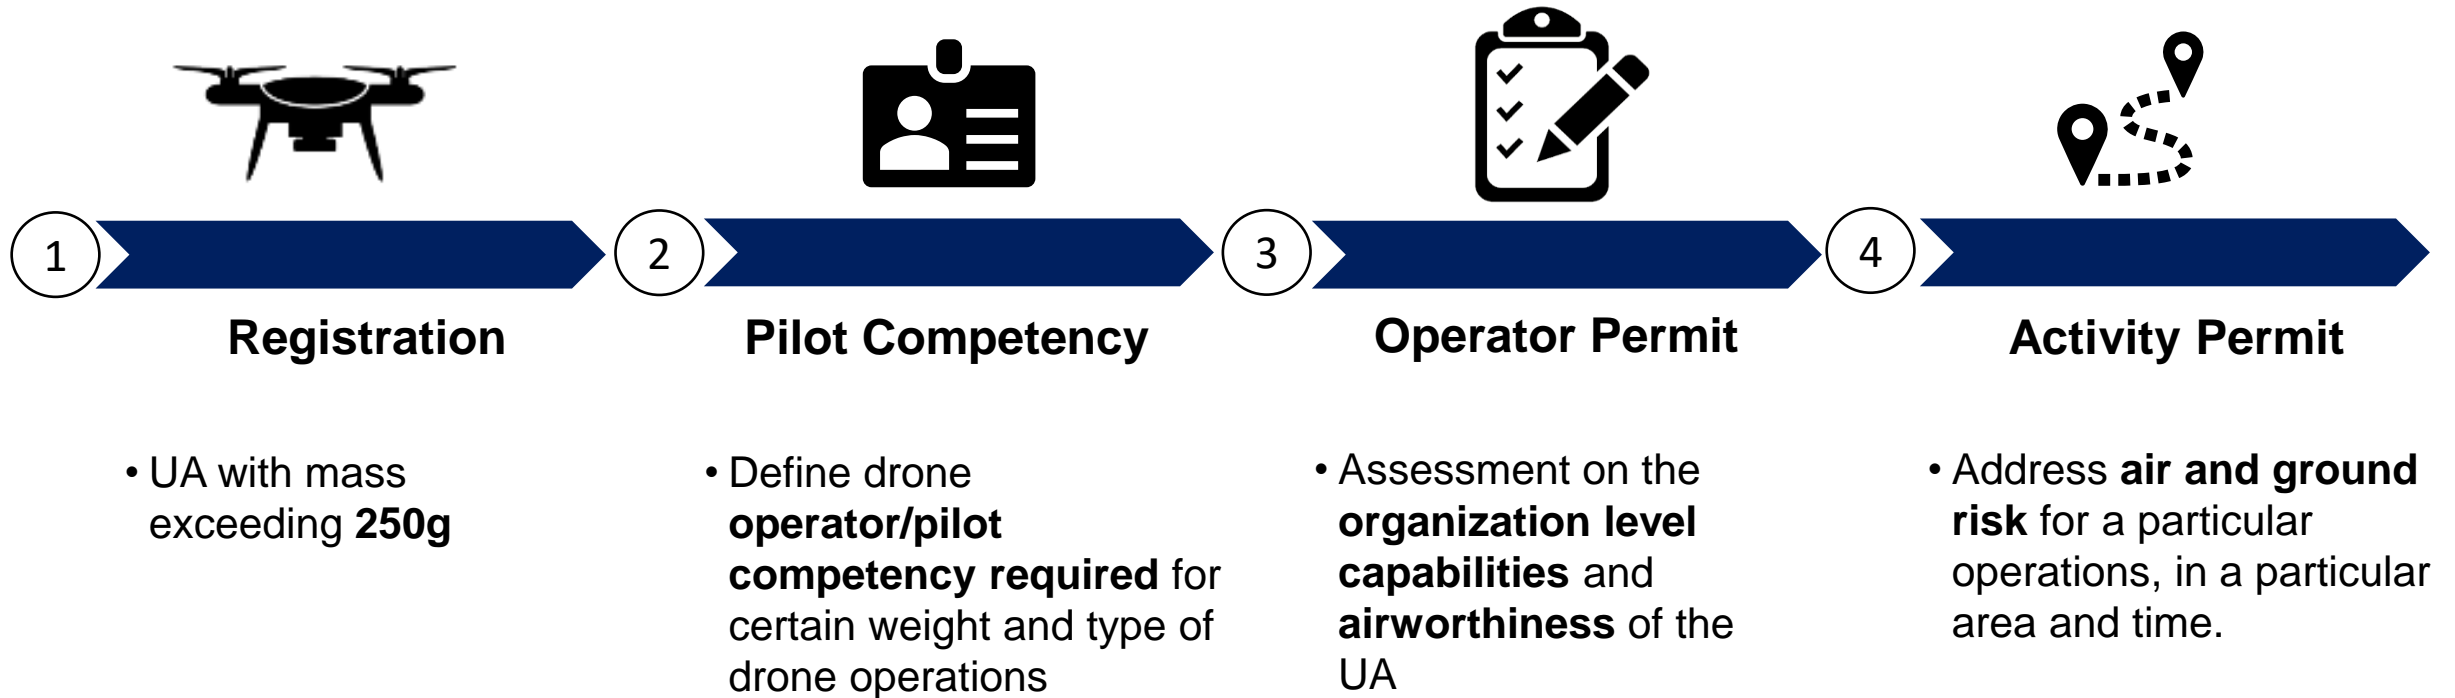 1
Registration
• UA with mass
exceeding 250g
2
Pilot Competency
• Define drone
operator/pilot
competency required for
certain weight and type of
drone operations
3
Operator Permit
• Assessment on the
organization level
capabilities and
airworthiness of the
UA
4
Activity Permit
• Address air and ground
risk for a particular
operations, in a particular
area and time.